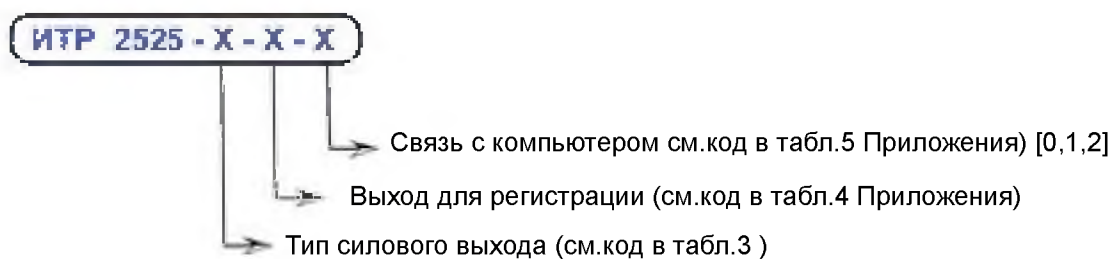 ИТР 2525 - X - X - X
Связь с компьютером см.код в табл.5 Приложения) [0,1,2]
Выход для регистрации (см.код в табл.4 Приложения)
Тип силового выхода (см.код в табл.3 )